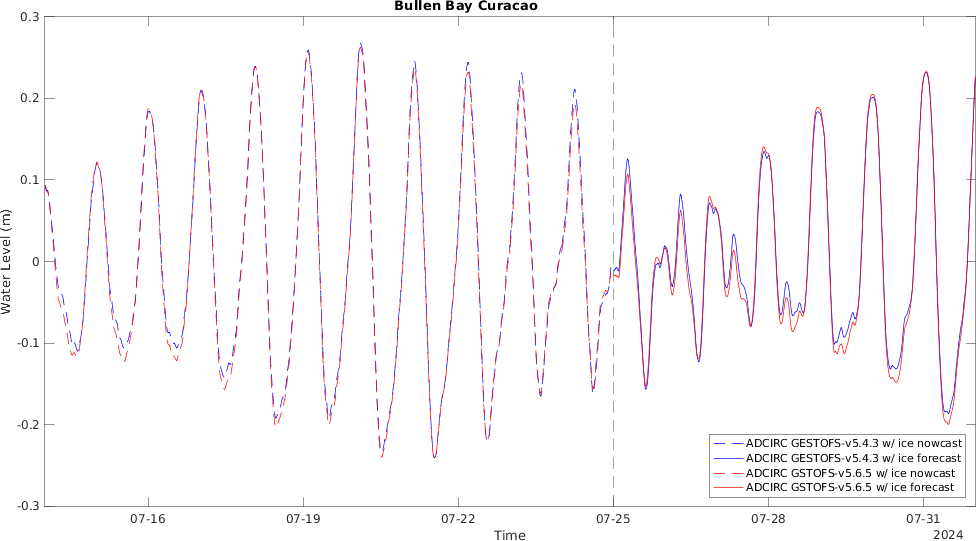 Bullen Bay Curacao
0.3
0.2
0.1
0
-0.1
-0.2
-0.3
Water Level (m)
ADCIRC GESTOFS-v5.4.3 w/ ice nowcast
ADCIRC GESTOFS-v5.4.3 w/ ice forecast
ADCIRC GSTOFS-v5.6.5 w/ ice nowcast
ADCIRC GSTOFS-v5.6.5 w/ ice forecast
07-16 07-19 07-22 07-25 07-28 07-31
Time
2024